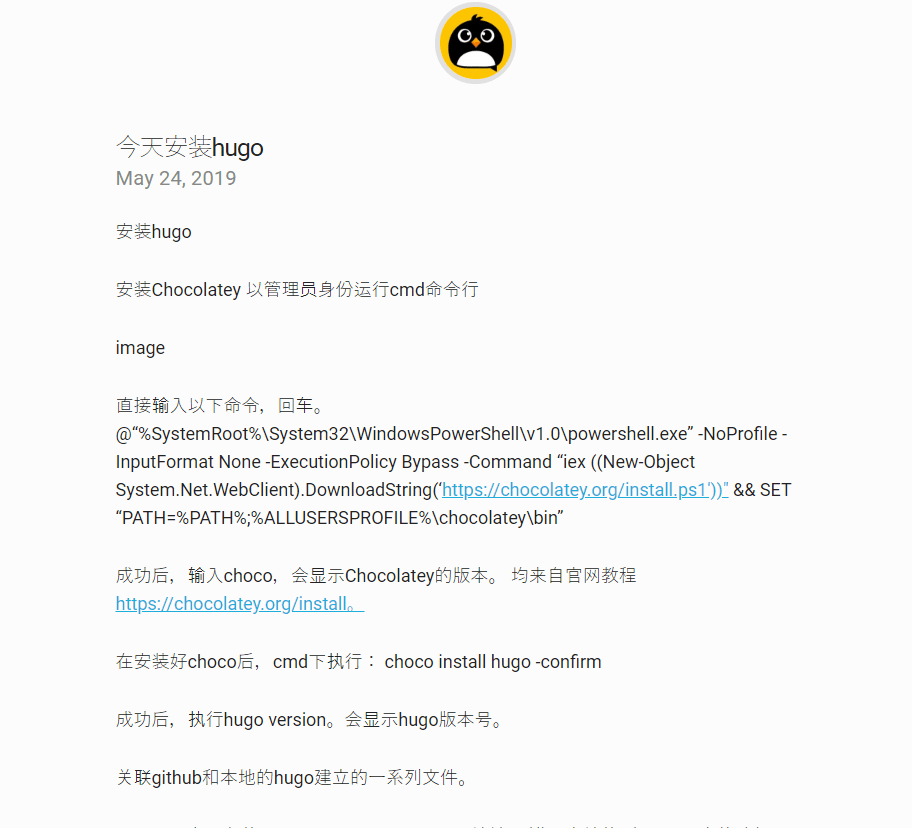 今天安装hugo
May 24, 2019
安装hugo
安装Chocolatey 以管理员身份运行cmd命令行
image
直接输入以下命令，回车。
@“%SystemRoot%\System32\WindowsPowerShell\v1.0\powershell.exe” -NoProfile -
InputFormat None -ExecutionPolicy Bypass -Command “iex ((New-Object
System.Net.WebClient).DownloadString(‘https://chocolatey.org/install.ps1'))" && SET
“PATH=%PATH%;%ALLUSERSPROFILE%\chocolatey\bin”
成功后，输入choco，会显示Chocolatey的版本。 均来自官网教程
https://chocolatey.org/install。
在安装好choco后，cmd下执行： choco install hugo -confirm
成功后，执行hugo version。会显示hugo版本号。
关联github和本地的hugo建立的一系列文件。